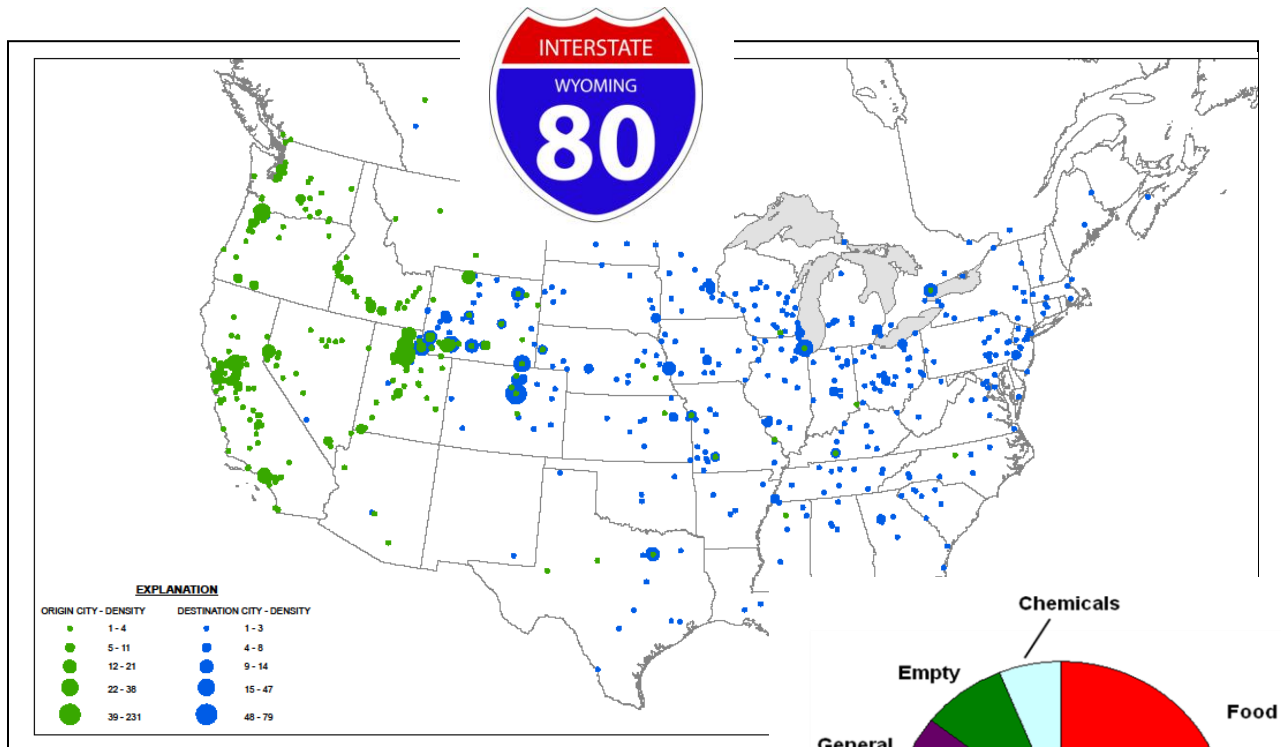 INTERSTATE
WYOMING
80
EXPLANATION
ORIGIN CITY - DENSITY DESTINATION CITY - DENSITY
1 - 4 1 - 3
5 - 11 4 - 8
12 - 21 9 - 14
22 - 38 15 - 47
39 - 231 48 - 79
Chemicals
Empty
Food
General